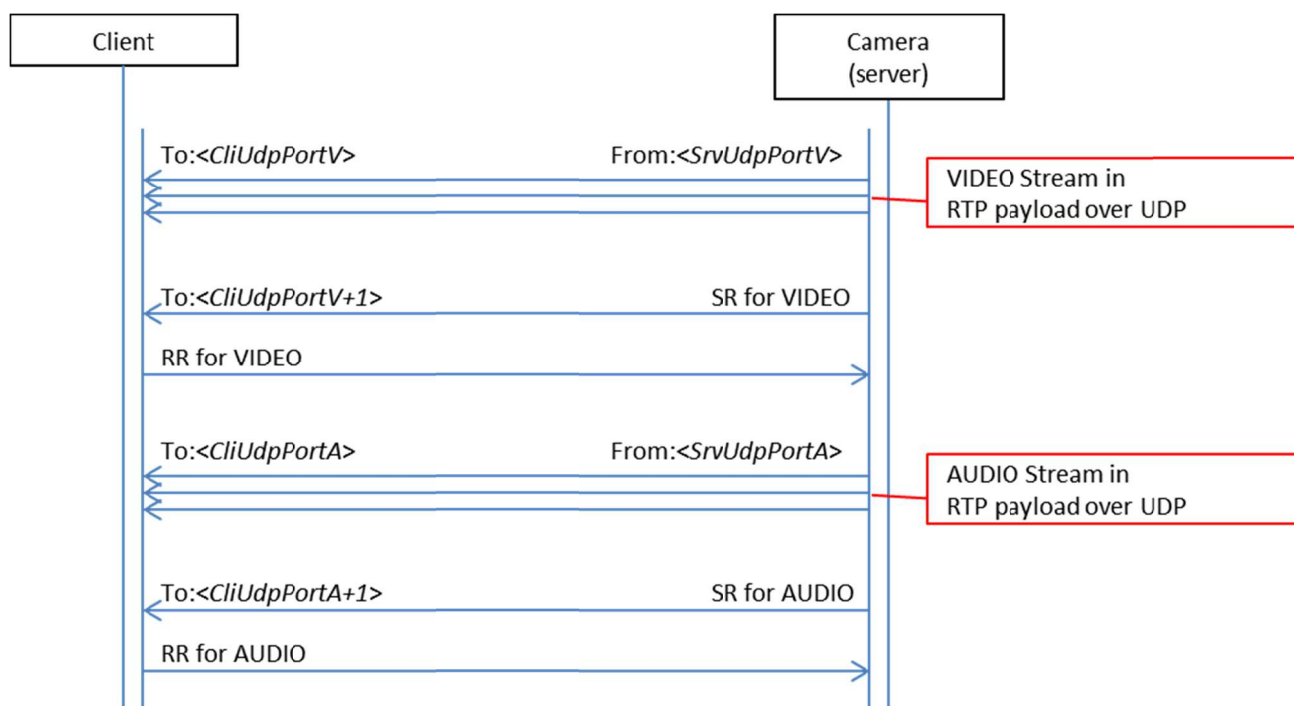 Client
Camera
(server)
To:<CliUdpPortV> From:<SrvUdpPortV>
VIDEO Stream in
RTP payload over UDP
To:<CliUdpPortV+1> SR for VIDEO
RR for VIDEO
To:<CliUdpPortA> From:<SrvUdpPortA>
AUDIO Stream in
RTP payload over UDP
To:<CliUdpPortA+1> SR for AUDIO
RR for AUDIO